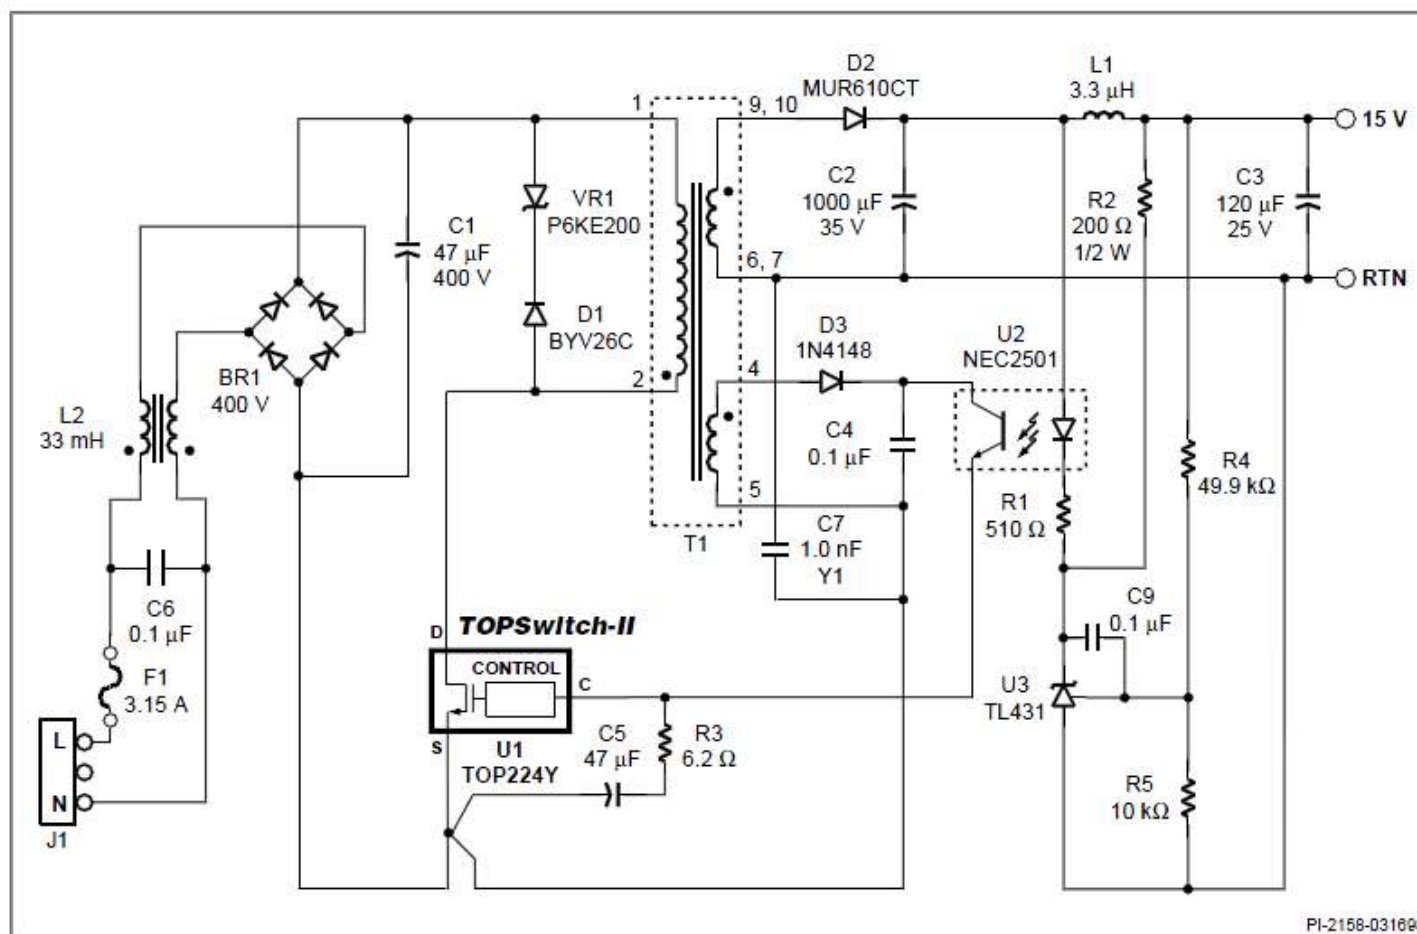 D2
MUR610CT
L1
3.3 μH
1
9, 10
15 V
VR1
P6KE200
C1
47 μF
400 V
C2
1000 μF
35 V
R2
200 Ω
1/2 W
C3
120 μF
25 V
6, 7
RTN
D1
BYV26C
D3
1N4148
U2
NEC2501
BR1
400 V
2
4
L2
33 mH
C4
0.1 μF
R4
49.9 kΩ
5
R1
510 Ω
T1
C7
1.0 nF
Y1
C6
0.1 μF
C9
0.1 μF
TOPSwitch-II
D
CONTROL
C
S
F1
3.15 A
U3
TL431
L
N
J1
U1
TOP224Y
C5
47 μF
R3
6.2 Ω
R5
10 kΩ